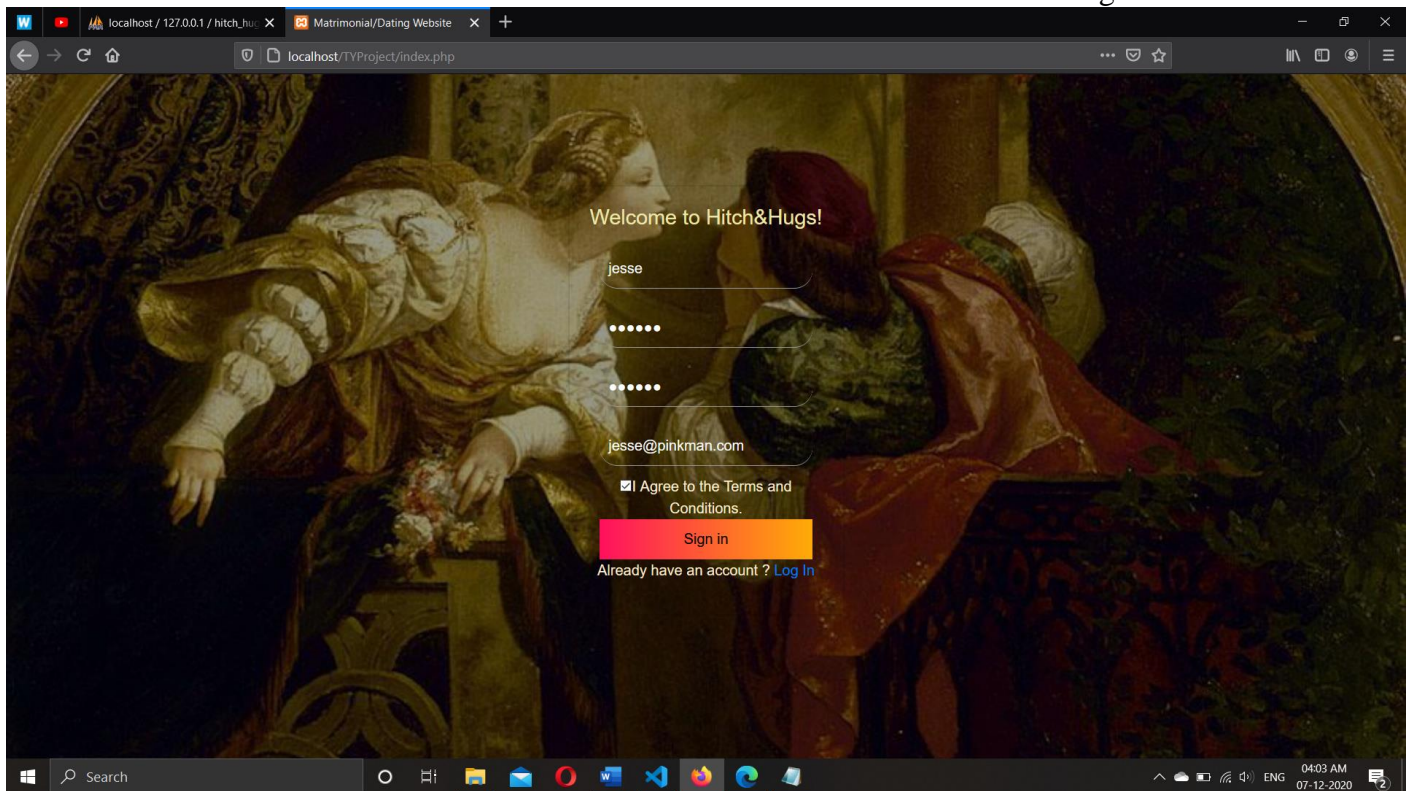 localhost / 127.0.0.1 / hitch_hug
Matrimonial/Dating Website
localhost/TYProject/index.php
Welcome to Hitch&Hugs!
jesse
●●●●●●
●●●●●●
jesse@pinkman.com
I Agree to the Terms and
Conditions.
Sign in
Already have an account ? Log In
Search
ENG
04:03 AM
07-12-2020
2